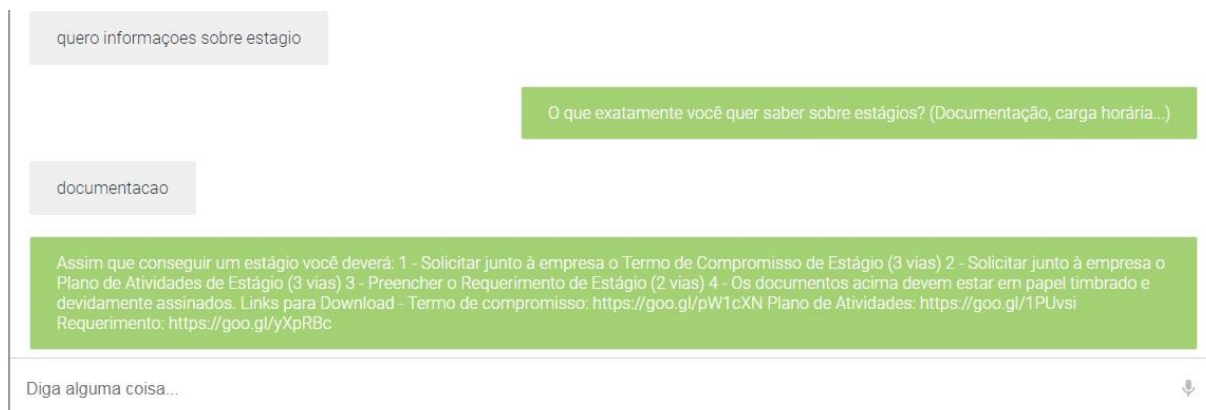 quero informaçoes sobre estagio
O que exatamente você quer saber sobre estágios? (Documentação, carga horária...)
documentacao
Assim que conseguir um estágio você deverá: 1 - Solicitar junto à empresa o Termo de Compromisso de Estágio (3 vias) 2 - Solicitar junto à empresa o
Plano de Atividades de Estágio (3 vias) 3 - Preencher o Requerimento de Estágio (2 vias) 4 - Os documentos acima devem estar em papel timbrado e
devidamente assinados. Links para Download - Termo de compromisso: https://goo.gl/pW1cXN Plano de Atividades: https://goo.gl/1PUvsi
Requerimento: https://goo.gl/yXpRBc
Diga alguma coisa...